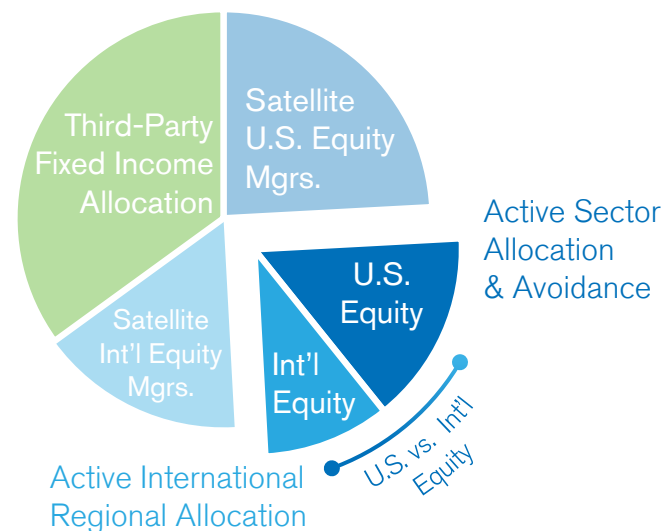 Satellite
U.S. Equity
Mgrs.
Third-Party
Fixed Income
Allocation
Active Sector
Allocation
& Avoidance
U.S.
Equity
Satellite
Int'l Equity
Mgrs.
Int'l
Equity
U.S. vs. Int'l
Equity
Active International
Regional Allocation